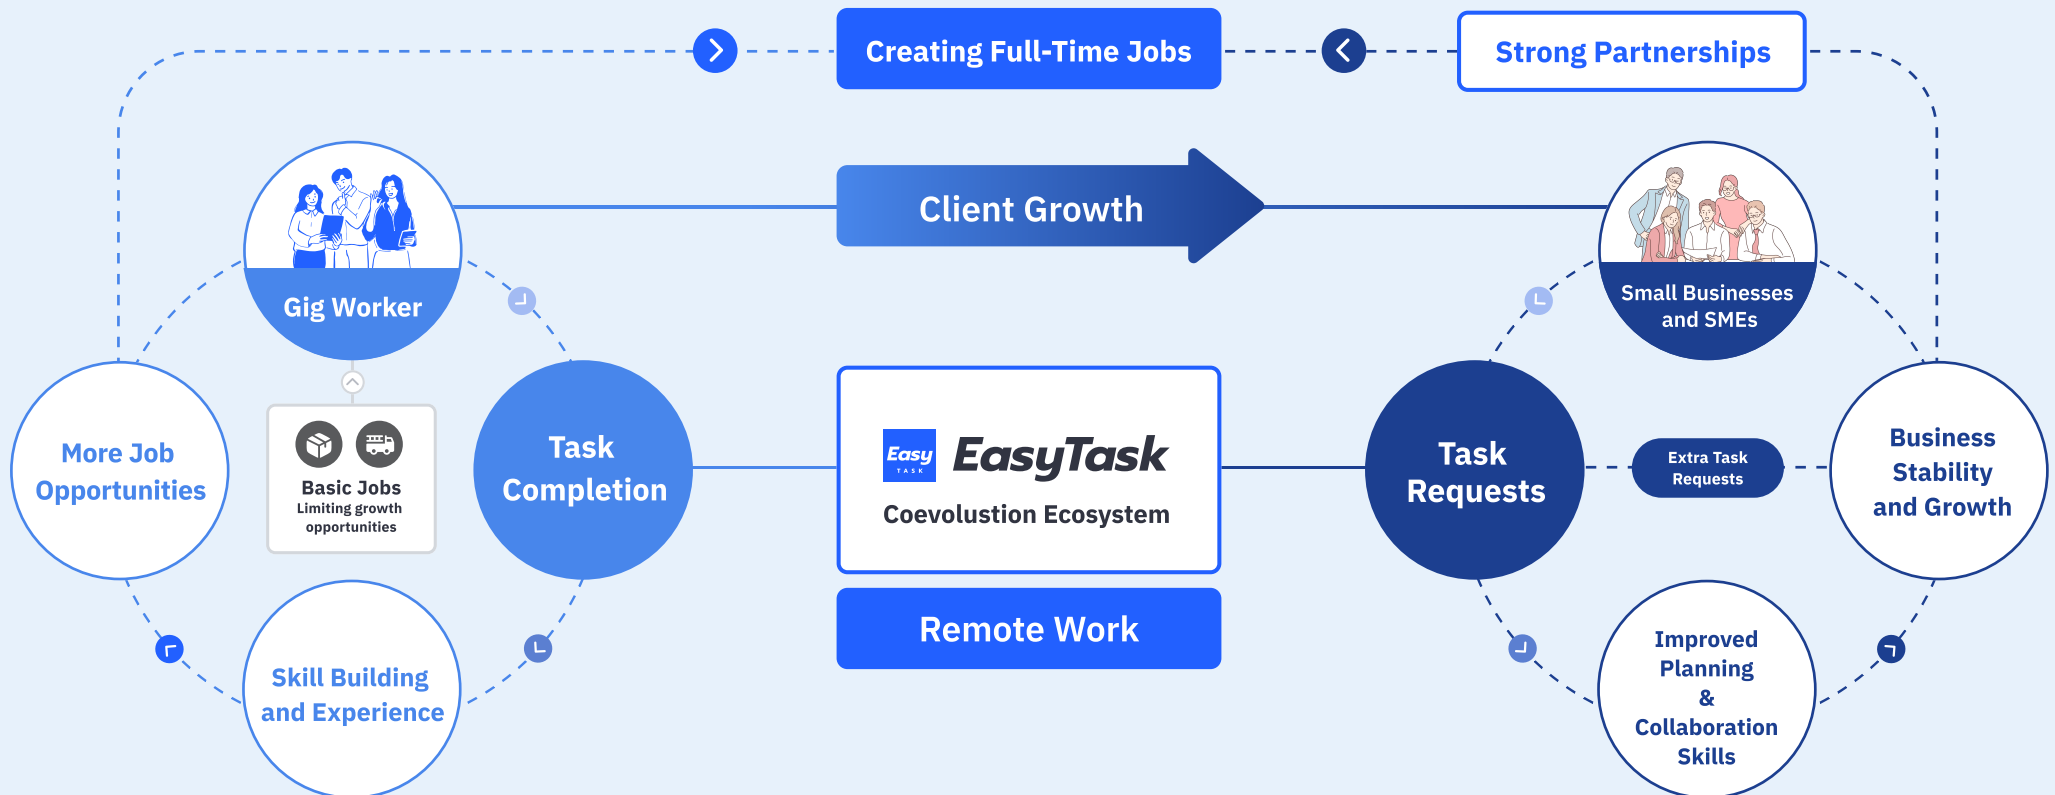 Creating Full-Time Jobs
Strong Partnerships
Client Growth
Gig Worker
Small Businesses
and SMEs
More Job
Opportunities
Basic Jobs
Limiting growth
opportunities
Task
Completion
Easy
TASK
EasyTask
Coevolustion Ecosystem
Task
Requests
Extra Task
Requests
Business
Stability
and Growth
Remote Work
Skill Building
and Experience
Improved
Planning
&
Collaboration
Skills